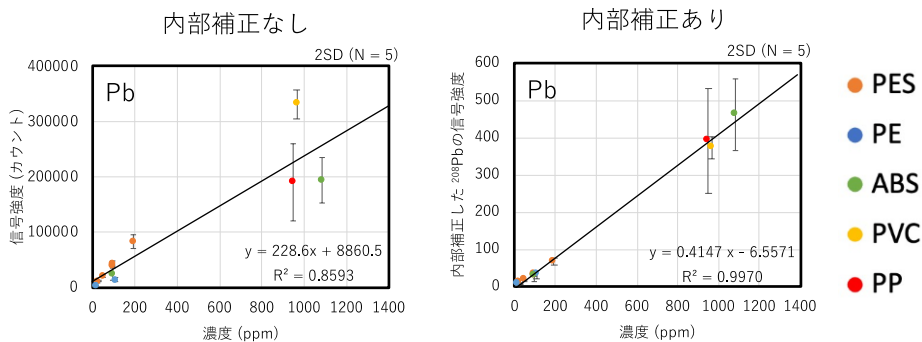 内部補正なし
2SD (N = 5)
Pb
信号強度 (カウント)
400000
300000
200000
100000
0
y = 228.6x + 8860.5
R² = 0.8593
0 200 400 600 800 1000 1200 1400
濃度 (ppm)
内部補正あり
2SD (N = 5)
Pb
内部補正した ²⁰⁸Pbの信号強度
600
500
400
300
200
100
0
y = 0.4147x - 6.5571
R² = 0.9970
0 200 400 600 800 1000 1200 1400
濃度 (ppm)
PES
PE
ABS
PVC
PP